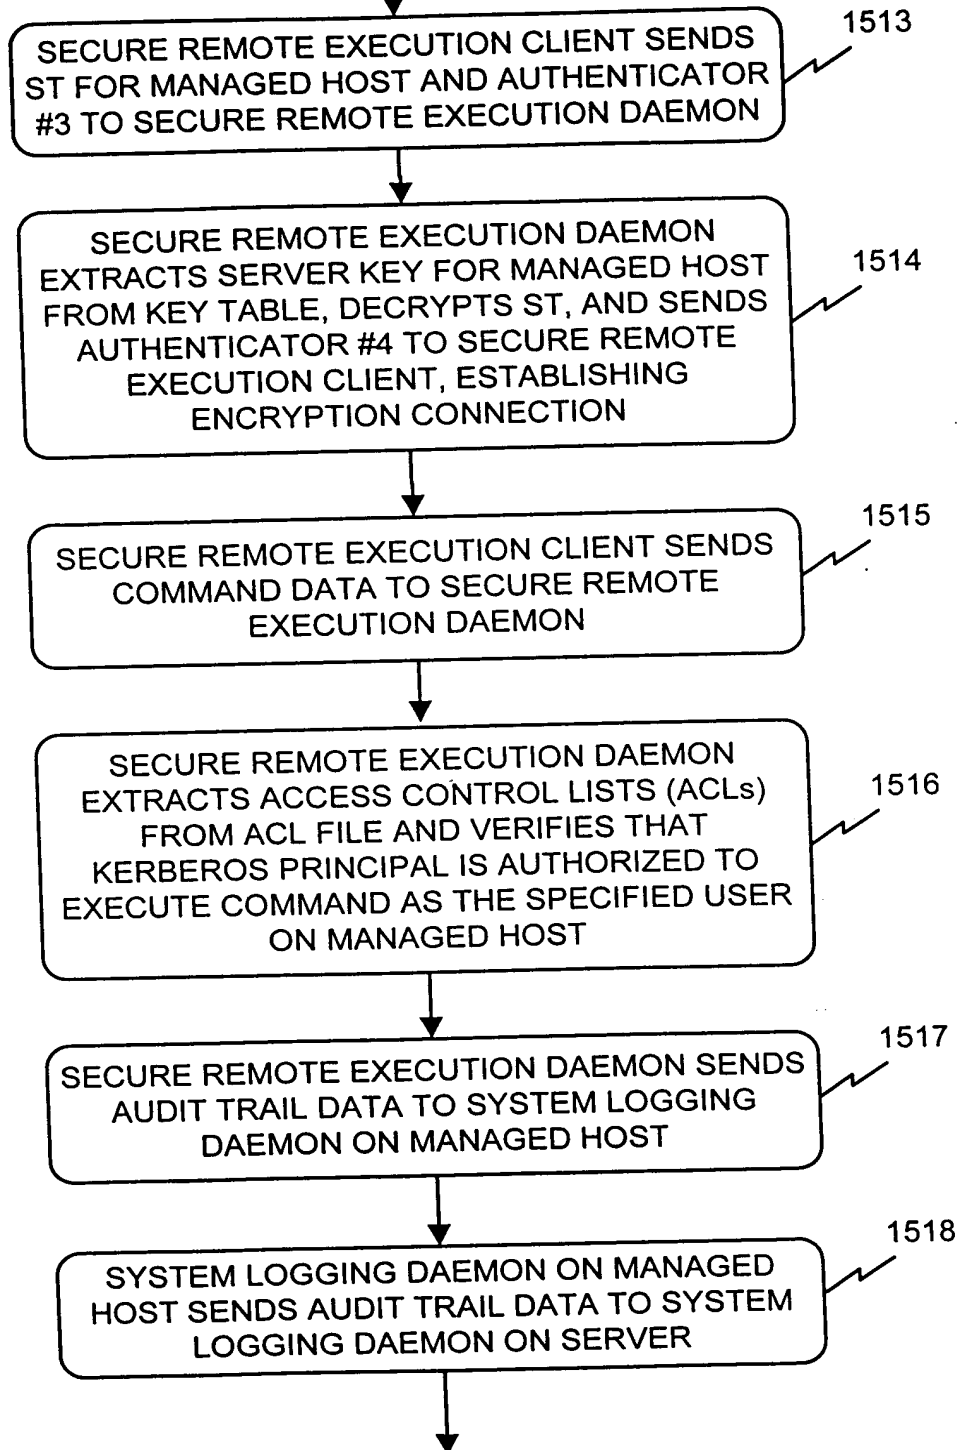 1513
SECURE REMOTE EXECUTION CLIENT SENDS
ST FOR MANAGED HOST AND AUTHENTICATOR
#3 TO SECURE REMOTE EXECUTION DAEMON
1514
SECURE REMOTE EXECUTION DAEMON
EXTRACTS SERVER KEY FOR MANAGED HOST
FROM KEY TABLE, DECRYPTS ST, AND SENDS
AUTHENTICATOR #4 TO SECURE REMOTE
EXECUTION CLIENT, ESTABLISHING
ENCRYPTION CONNECTION
1515
SECURE REMOTE EXECUTION CLIENT SENDS
COMMAND DATA TO SECURE REMOTE
EXECUTION DAEMON
1516
SECURE REMOTE EXECUTION DAEMON
EXTRACTS ACCESS CONTROL LISTS (ACLs)
FROM ACL FILE AND VERIFIES THAT
KERBEROS PRINCIPAL IS AUTHORIZED TO
EXECUTE COMMAND AS THE SPECIFIED USER
ON MANAGED HOST
1517
SECURE REMOTE EXECUTION DAEMON SENDS
AUDIT TRAIL DATA TO SYSTEM LOGGING
DAEMON ON MANAGED HOST
1518
SYSTEM LOGGING DAEMON ON MANAGED
HOST SENDS AUDIT TRAIL DATA TO SYSTEM
LOGGING DAEMON ON SERVER